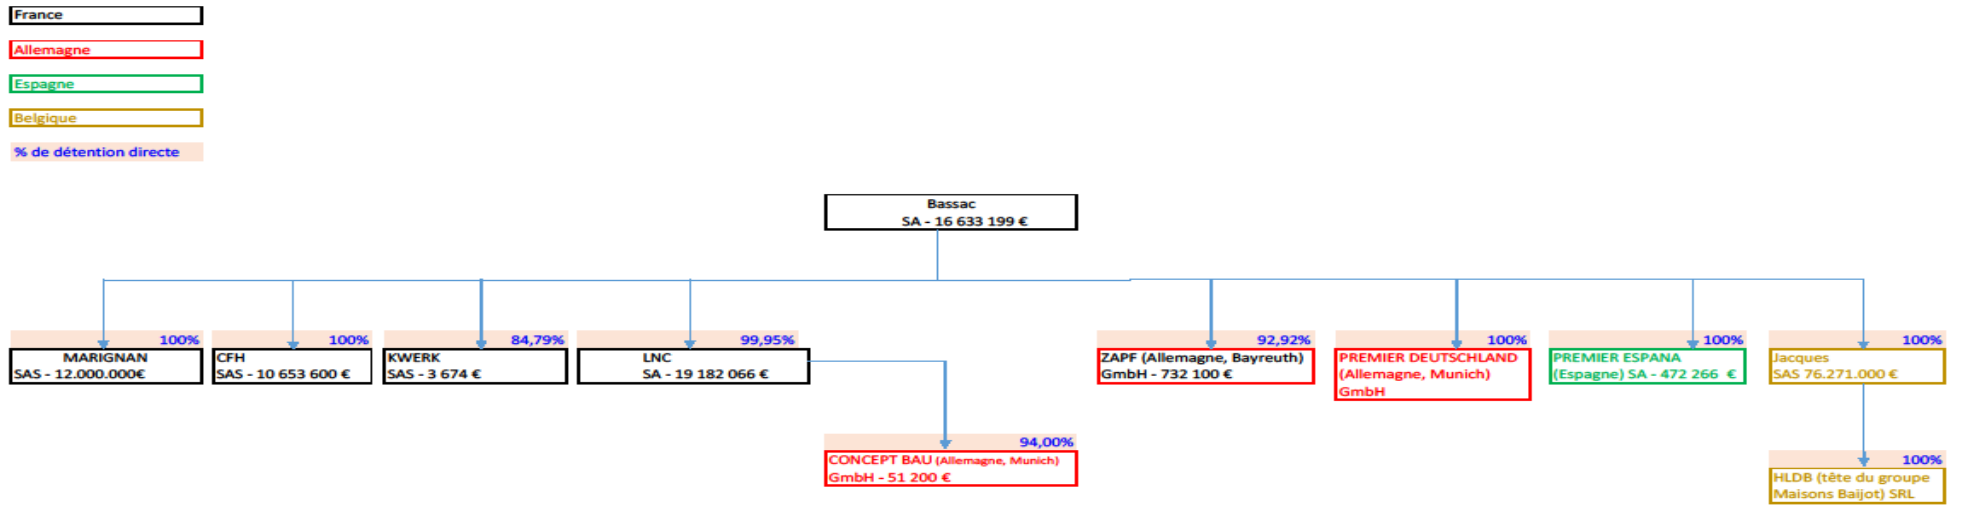 France
Allemagne
Espagne
Belgique
% de détention directe
Bassac
SA - 16 633 199 €
100%
MARIGNAN
SAS - 12.000.000€
100%
CFH
SAS - 10 653 600 €
84,79%
KWERK
SAS - 3 674 €
99,95%
LNC
SA - 19 182 066 €
92,92%
ZAPF (Allemagne, Bayreuth)
GmbH - 732 100 €
100%
PREMIER DEUTSCHLAND
(Allemagne, Munich)
GmbH
100%
PREMIER ESPANA
(Espagne) SA - 472 266 €
100%
Jacques
SAS 76.271.000 €
94,00%
CONCEPT BAU (Allemagne, Munich)
GmbH - 51 200 €
100%
HLDB (tête du groupe
Maisons Baijot) SRL